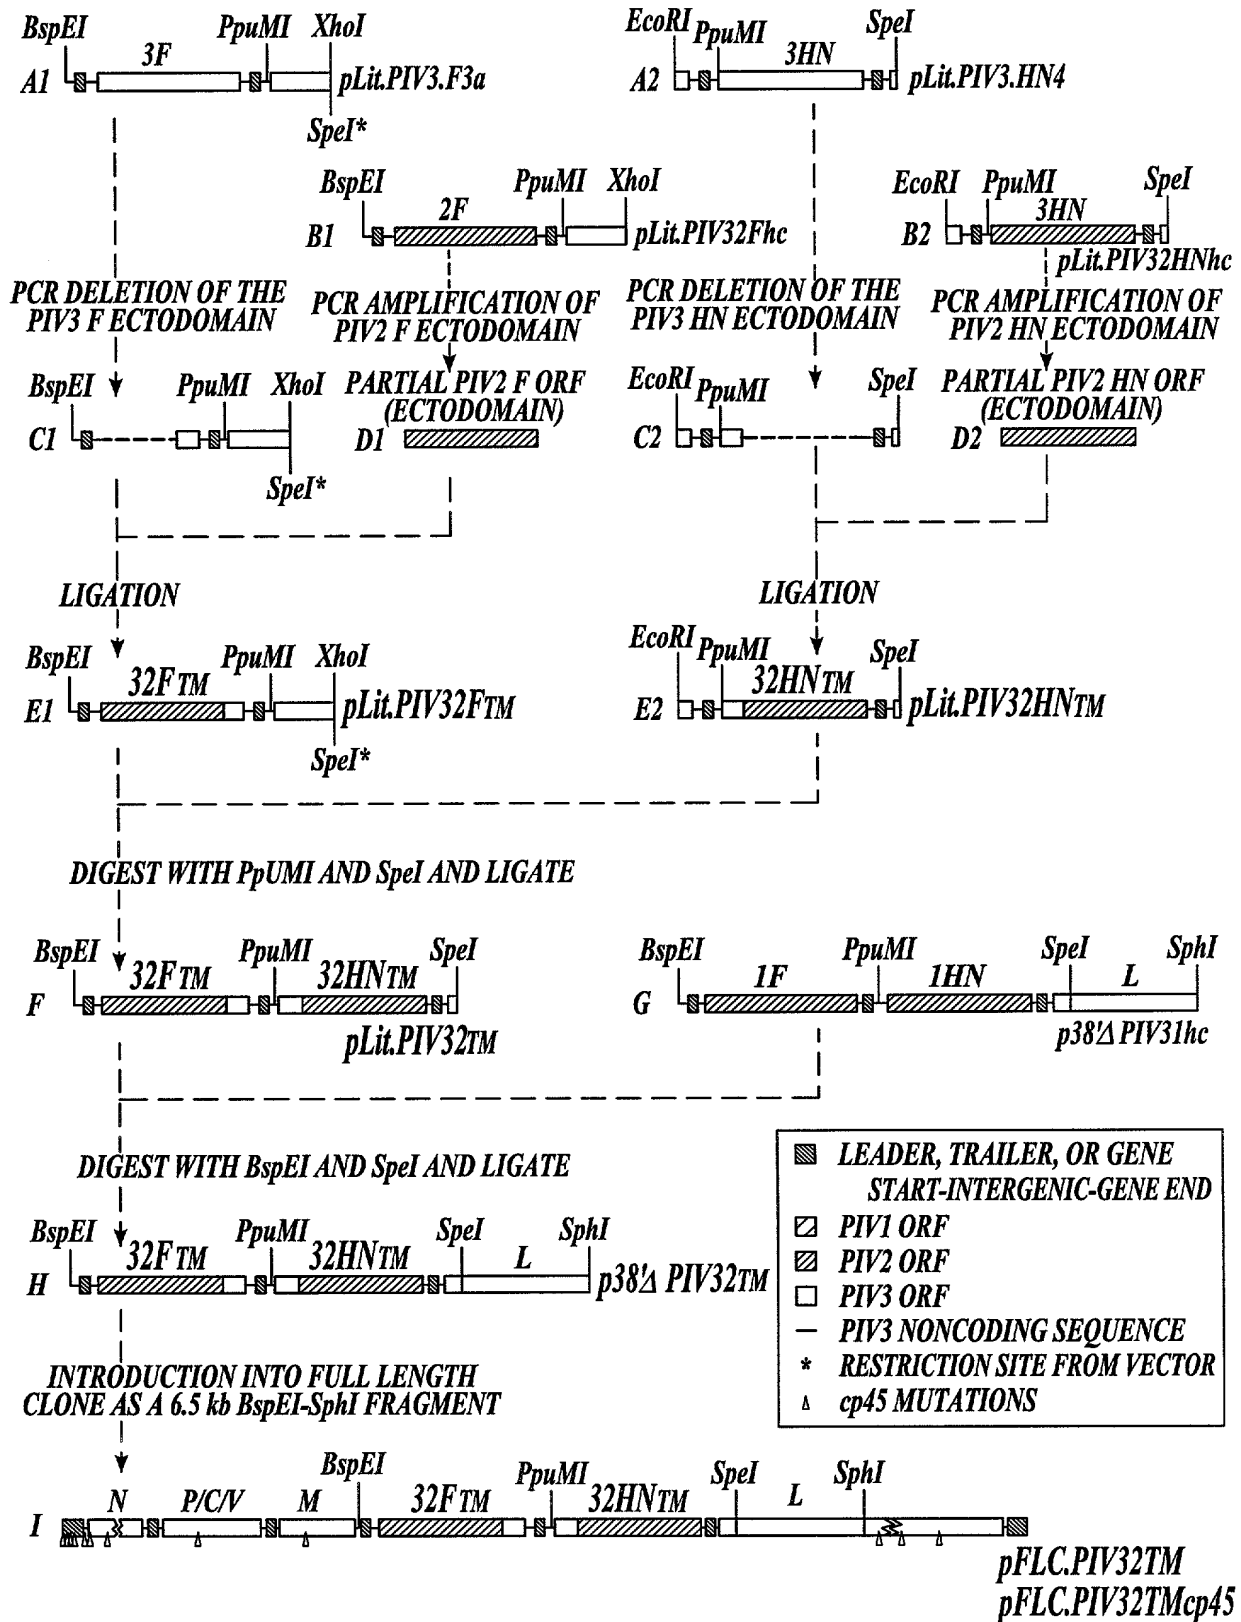 BspEI PpuMI XhoI
3F
A1 pLit.PIV3.F3a
SpeI*
EcoRI PpuMI SpeI
3HN
A2 pLit.PIV3.HN4
BspEI PpuMI XhoI
2F
B1 pLit.PIV32Fhc
EcoRI PpuMI SpeI
3HN
B2 pLit.PIV32HNhc
PCR DELETION OF THE
PIV3 F ECTODOMAIN
PCR AMPLIFICATION OF
PIV2 F ECTODOMAIN
PCR DELETION OF THE
PIV3 HN ECTODOMAIN
PCR AMPLIFICATION OF
PIV2 HN ECTODOMAIN
BspEI PpuMI XhoI
C1
SpeI*
PARTIAL PIV2 F ORF
(ECTODOMAIN)
D1
EcoRI PpuMI SpeI
C2
PARTIAL PIV2 HN ORF
(ECTODOMAIN)
D2
LIGATION
LIGATION
BspEI PpuMI XhoI
32FTM
E1 pLit.PIV32FTM
SpeI*
EcoRI PpuMI SpeI
32HNTM
E2 pLit.PIV32HNTM
DIGEST WITH PpUMI AND SpeI AND LIGATE
BspEI PpuMI SpeI
32FTM 32HNTM
F
pLit.PIV32TM
BspEI PpuMI SpeI SphI
1F 1HN L
G
p38'Δ PIV31hc
DIGEST WITH BspEI AND SpeI AND LIGATE
BspEI PpuMI SpeI SphI
32FTM 32HNTM L
H p38'Δ PIV32TM
LEADER, TRAILER, OR GENE
START-INTERGENIC-GENE END
PIV1 ORF
PIV2 ORF
PIV3 ORF
PIV3 NONCODING SEQUENCE
* RESTRICTION SITE FROM VECTOR
cp45 MUTATIONS
INTRODUCTION INTO FULL LENGTH
CLONE AS A 6.5 kb BspEI-SphI FRAGMENT
BspEI PpuMI SpeI SphI
N P/C/V M 32FTM 32HNTM L
I
pFLC.PIV32TM
pFLC.PIV32TMcp45